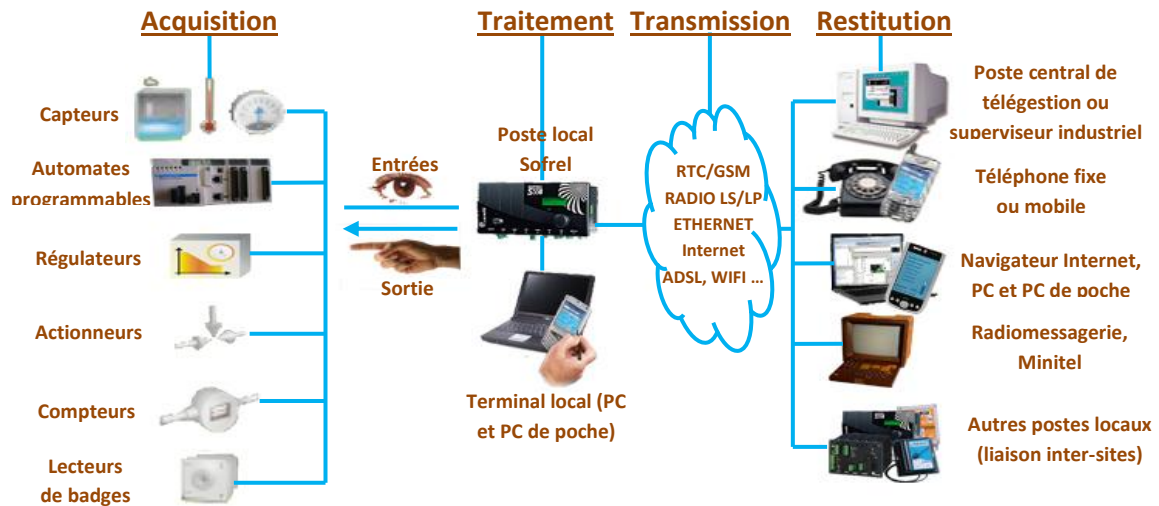 Acquisition
Traitement
Transmission
Restitution
Capteurs
Automates
programmables
Régulateurs
Actionneurs
Compteurs
Lecteurs
de badges
Entrées
Sortie
Poste local
Sofrel
Terminal local (PC
et PC de poche)
RTC/GSM
RADIO LS/LP
ETHERNET
Internet
ADSL, WIFI ...
Poste central de
télégestion ou
superviseur industriel
Téléphone fixe
ou mobile
Navigateur Internet,
PC et PC de poche
Radiomessagerie,
Minitel
Autres postes locaux
(liaison inter-sites)